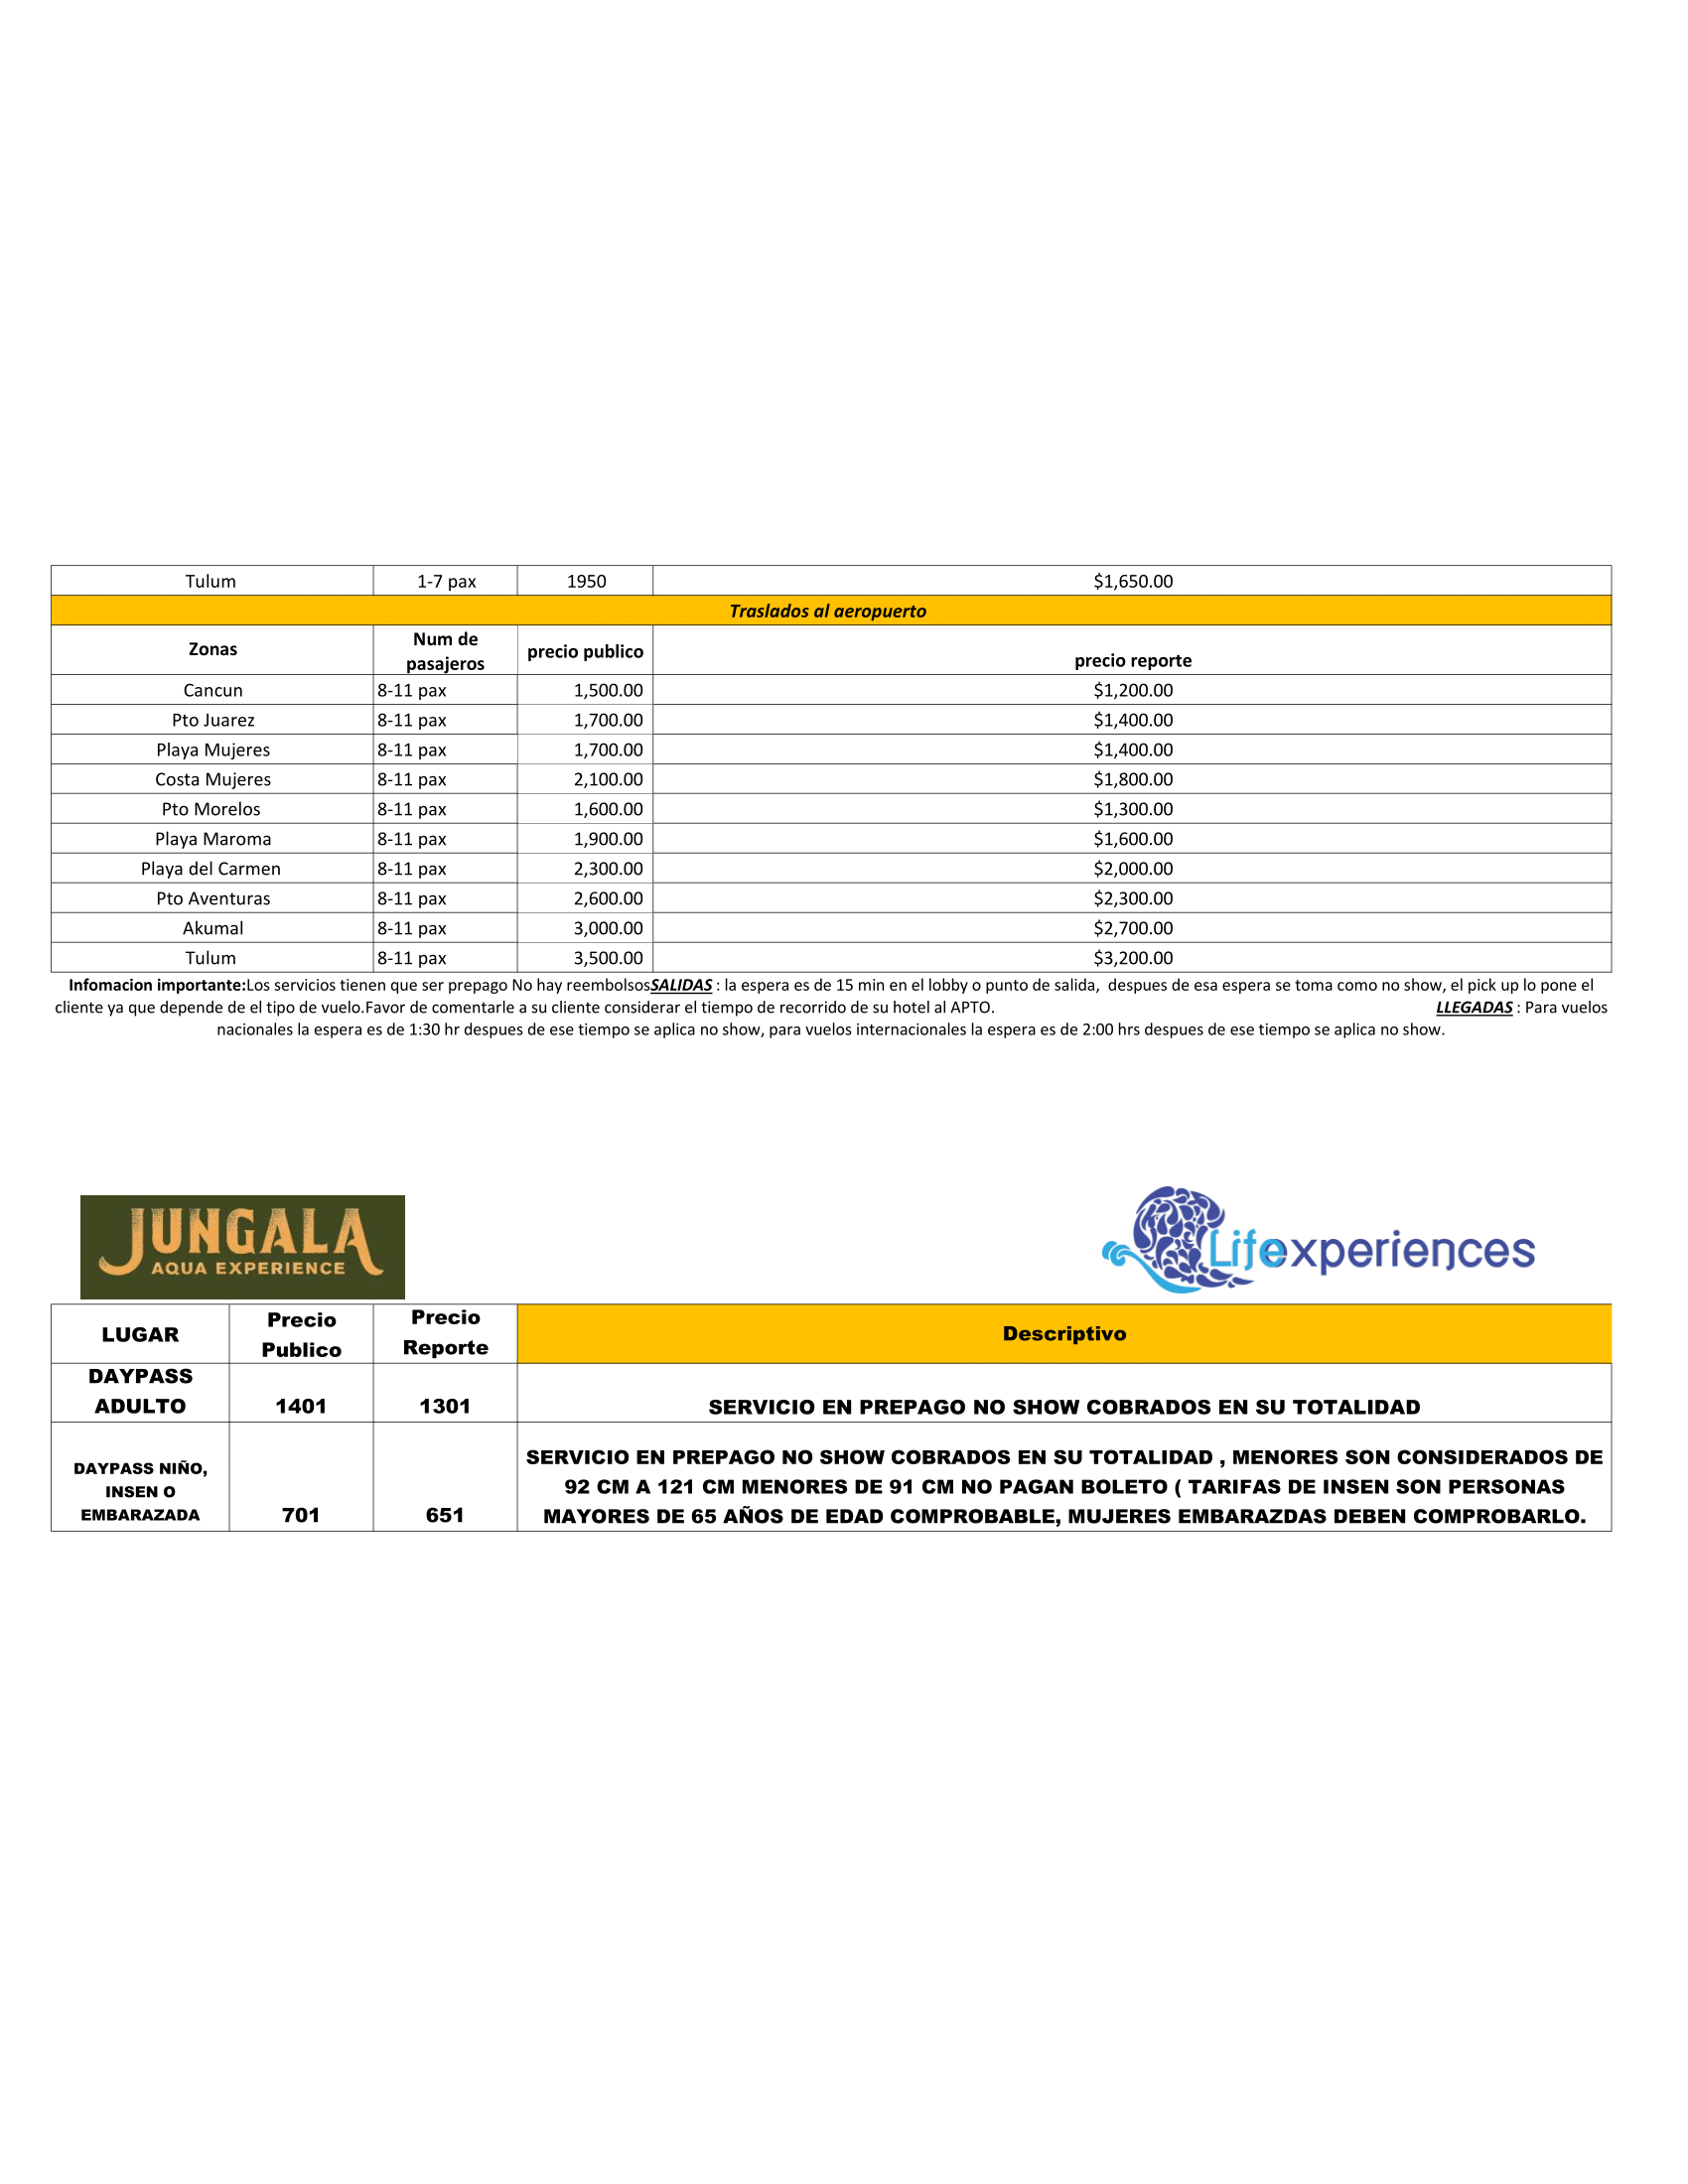 Tulum 1-7 pax 1950 $1,650.00
Traslados al aeropuerto
Zonas Num de pasajeros precio publico precio reporte
Cancun 8-11 pax 1,500.00 $1,200.00
Pto Juarez 8-11 pax 1,700.00 $1,400.00
Playa Mujeres 8-11 pax 1,700.00 $1,400.00
Costa Mujeres 8-11 pax 2,100.00 $1,800.00
Pto Morelos 8-11 pax 1,600.00 $1,300.00
Playa Maroma 8-11 pax 1,900.00 $1,600.00
Playa del Carmen 8-11 pax 2,300.00 $2,000.00
Pto Aventuras 8-11 pax 2,600.00 $2,300.00
Akumal 8-11 pax 3,000.00 $2,700.00
Tulum 8-11 pax 3,500.00 $3,200.00
Infomacion importante:Los servicios tienen que ser prepago No hay reembolsosSALIDAS : la espera es de 15 min en el lobby o punto de salida, despues de esa espera se toma como no show, el pick up lo pone el
cliente ya que depende de el tipo de vuelo.Favor de comentarle a su cliente considerar el tiempo de recorrido de su hotel al APTO. LLEGADAS : Para vuelos
nacionales la espera es de 1:30 hr despues de ese tiempo se aplica no show, para vuelos internacionales la espera es de 2:00 hrs despues de ese tiempo se aplica no show.
JUNGALA
AQUA EXPERIENCE
Lifexperiences
LUGAR Precio Publico Precio Reporte Descriptivo
DAYPASS
ADULTO 1401 1301 SERVICIO EN PREPAGO NO SHOW COBRADOS EN SU TOTALIDAD
DAYPASS NIÑO,
INSEN O
EMBARAZADA 701 651
SERVICIO EN PREPAGO NO SHOW COBRADOS EN SU TOTALIDAD , MENORES SON CONSIDERADOS DE
92 CM A 121 CM MENORES DE 91 CM NO PAGAN BOLETO ( TARIFAS DE INSEN SON PERSONAS
MAYORES DE 65 AÑOS DE EDAD COMPROBABLE, MUJERES EMBARAZDAS DEBEN COMPROBARLO.